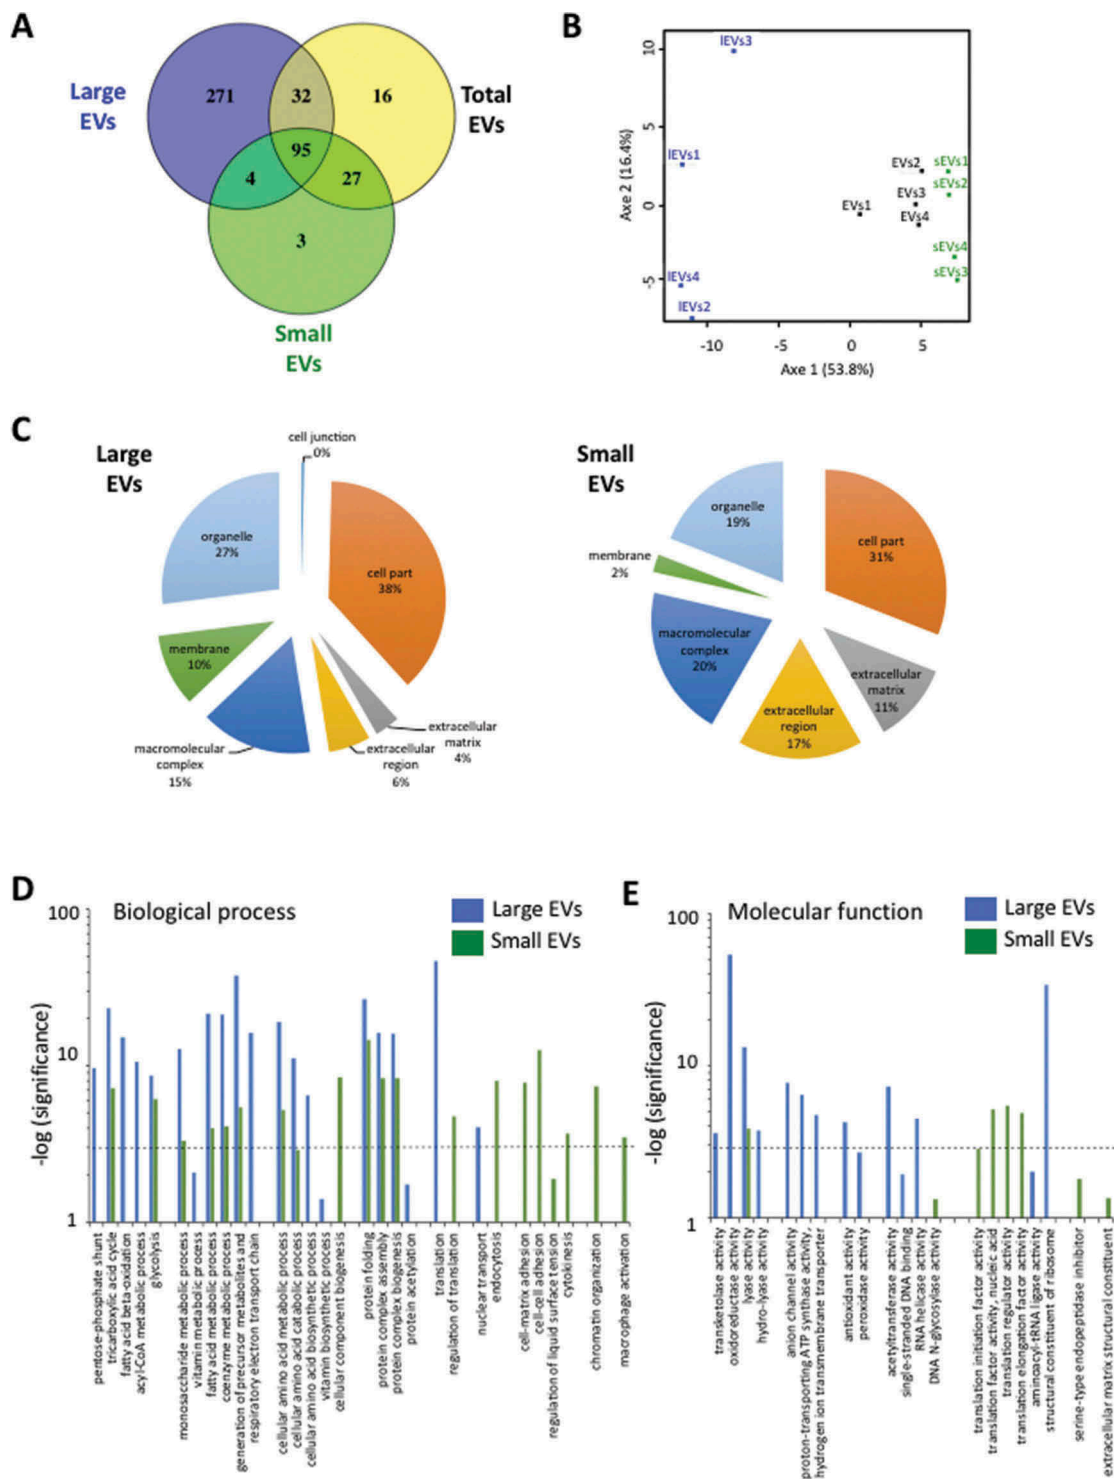 A
Large
EVs
271
32
16
Total
EVs
95
4
27
3
Small
EVs
B
10
5
0
-5
Axe 2 (16.4%)
lEVs3
lEVs1
lEVs4
lEVs2
EVs1
EVs2
EVs3
EVs4
sEVs1
sEVs2
sEVs4
sEVs3
-10
-5
0
5
Axe 1 (53.8%)
C
Large
EVs
cell junction
0%
organelle
27%
cell part
38%
membrane
10%
macromolecular
complex
15%
extracellular
region
6%
extracellular
matrix
4%
Small
EVs
organelle
19%
cell part
31%
membrane
2%
macromolecular
complex
20%
extracellular
matrix
11%
extracellular
region
17%
D
Biological process
Large EVs
Small EVs
100
10
1
-log (significance)
pentose-phosphate shunt
tricarboxylic acid cycle
fatty acid beta-oxidation
acyl-CoA metabolic process
glycolysis
monosaccharide metabolic process
vitamin metabolic process
fatty acid metabolic process
coenzyme metabolic process
generation of precursor metabolites and
respiratory electron transport chain
cellular amino acid metabolic process
cellular amino acid catabolic process
cellular amino acid biosynthetic process
vitamin biosynthetic process
cellular component biogenesis
protein folding
protein complex assembly
protein complex biogenesis
protein acetylation
translation
regulation of translation
nuclear transport
endocytosis
cell-matrix adhesion
cell-cell adhesion
regulation of liquid surface tension
cytokinesis
chromatin organization
macrophage activation
E
Molecular function
Large EVs
Small EVs
100
10
1
-log (significance)
transketolase activity
oxidoreductase activity
lyase activity
hydro-lyase activity
anion channel activity
proton-transporting ATP synthase activity,
hydrogen ion transmembrane transporter
antioxidant activity
peroxidase activity
acetyltransferase activity
single-stranded DNA binding
RNA helicase activity
DNA N-glycosylase activity
translation initiation factor activity
translation factor activity, nucleic acid
translation regulator activity
translation elongation factor activity
aminoacyl-tRNA ligase activity
structural constituent of ribosome
serine-type endopeptidase inhibitor
extracellular matrix structural constituent